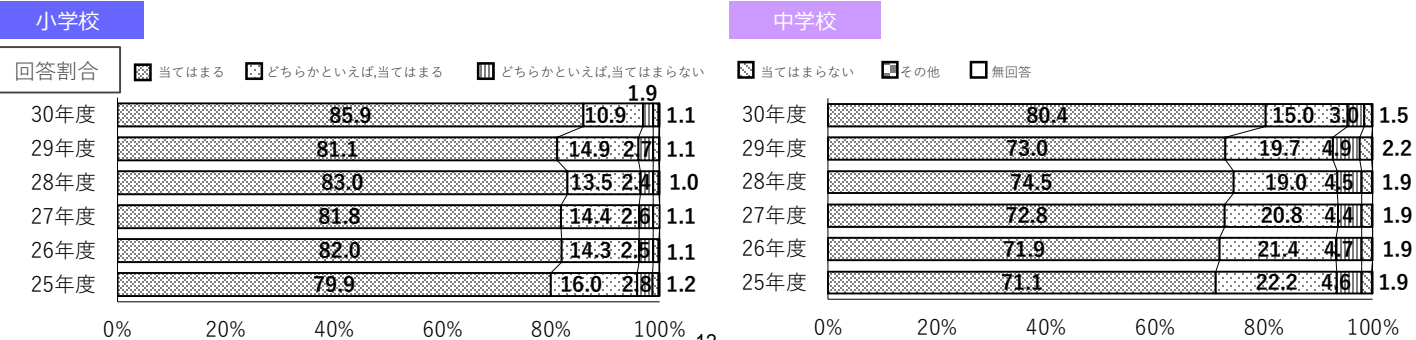 小学校
中学校
回答割合
当てはまる どちらかといえば,当てはまる どちらかといえば,当てはまらない 当てはまらない その他 無回答
30年度 85.9 10.9 1.9 1.1
29年度 81.1 14.9 2.7 1.1
28年度 83.0 13.5 2.4 1.0
27年度 81.8 14.4 2.6 1.1
26年度 82.0 14.3 2.5 1.1
25年度 79.9 16.0 2.8 1.2
0% 20% 40% 60% 80% 100%
30年度 80.4 15.0 3.0 1.5
29年度 73.0 19.7 4.9 2.2
28年度 74.5 19.0 4.5 1.9
27年度 72.8 20.8 4.4 1.9
26年度 71.9 21.4 4.7 1.9
25年度 71.1 22.2 4.6 1.9
0% 20% 40% 60% 80% 100%